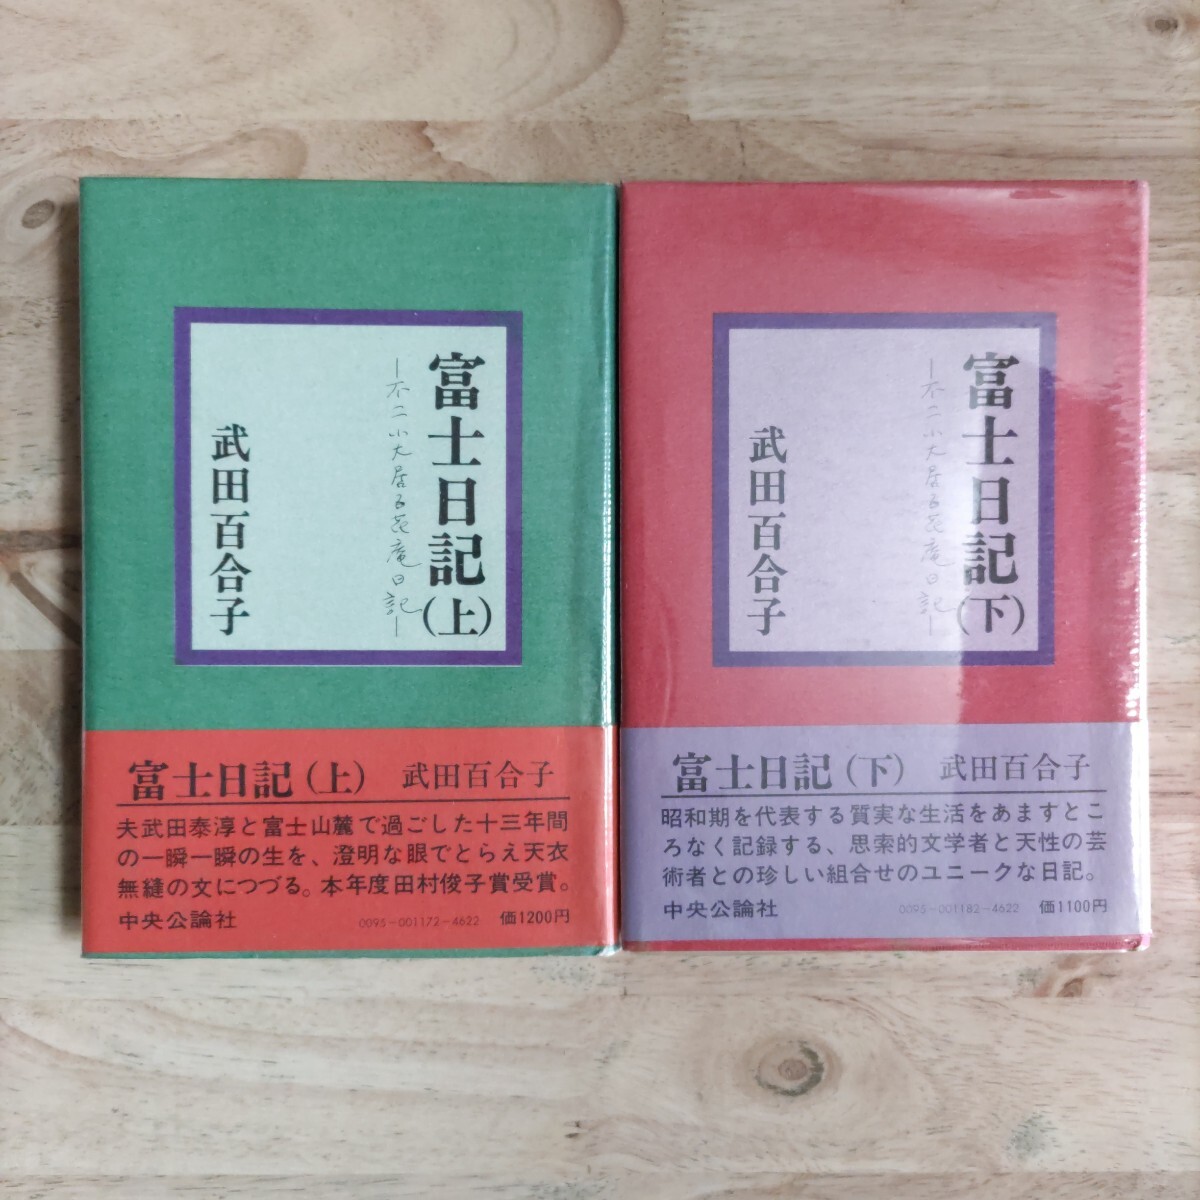 富士日記(上)
—不二小大居百花庵日記—
武田百合子
富士日記(上) 武田百合子
夫武田泰淳と富士山麓で過ごした十三年間
の一瞬一瞬の生を、澄明な眼でとらえ天衣
無縫の文につづる。本年度田村俊子賞受賞。
中央公論社 0095-001172-4622 価1200円
富士日記(下)
—不二小大居百花庵日記—
武田百合子
富士日記(下) 武田百合子
昭和期を代表する質実な生活をあますとこ
ろなく記録する、思索的文学者と天性の芸
術者との珍しい組合せのユニークな日記。
中央公論社 0095-001182-4622 価1100円